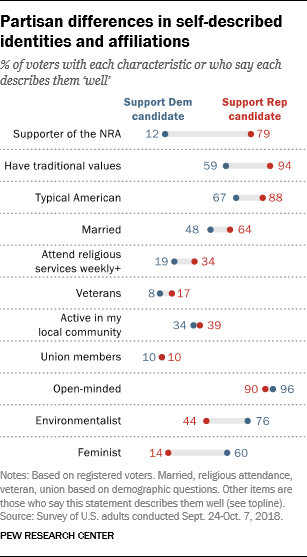 Partisan differences in self-described
identities and affiliations
% of voters with each characteristic or who say each
describes them ‘well’
Support Dem candidate Support Rep candidate
Supporter of the NRA 12 79
Have traditional values 59 94
Typical American 67 88
Married 48 64
Attend religious
services weekly+ 19 34
Veterans 8 17
Active in my
local community 34 39
Union members 10 10
Open-minded 90 96
Environmentalist 44 76
Feminist 14 60
Notes: Based on registered voters. Married, religious attendance,
veteran, union based on demographic questions. Other items are
those who say this statement describes them well (see topline).
Source: Survey of U.S. adults conducted Sept. 24-Oct. 7, 2018.
PEW RESEARCH CENTER